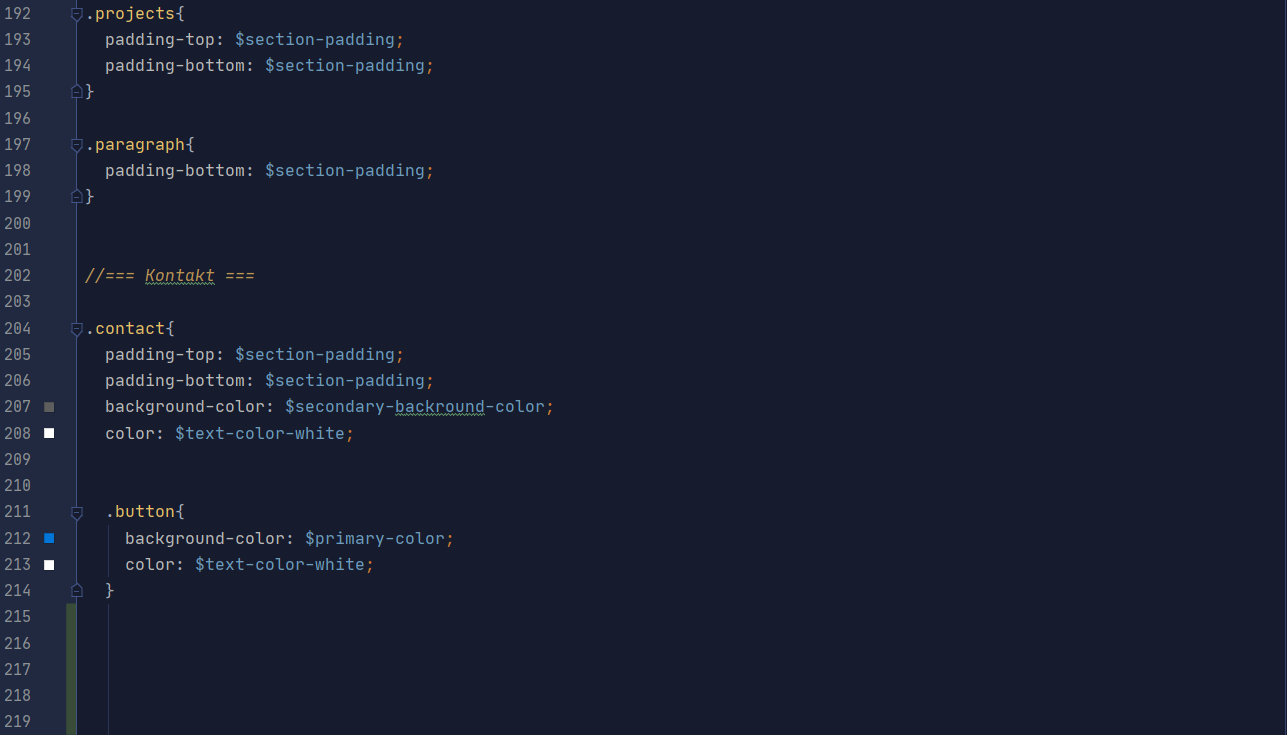 192 .projects{
193   padding-top: $section-padding;
194   padding-bottom: $section-padding;
195 }
196
197 .paragraph{
198   padding-bottom: $section-padding;
199 }
200
201
202 //=== Kontakt ===
203
204 .contact{
205   padding-top: $section-padding;
206   padding-bottom: $section-padding;
207   background-color: $secondary-backround-color;
208   color: $text-color-white;
209
210
211   .button{
212     background-color: $primary-color;
213     color: $text-color-white;
214   }
215
216
217
218
219